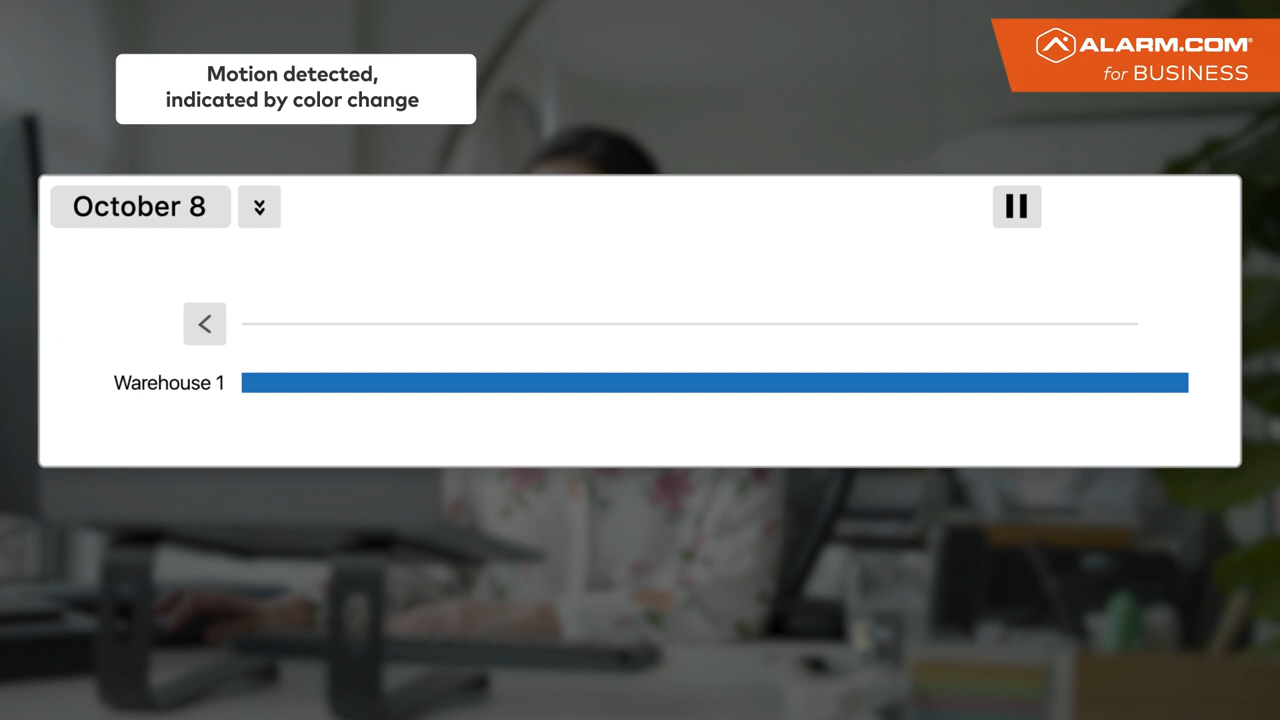 Motion detected,
indicated by color change
ALARM.COM®
for BUSINESS
October 8
Warehouse 1